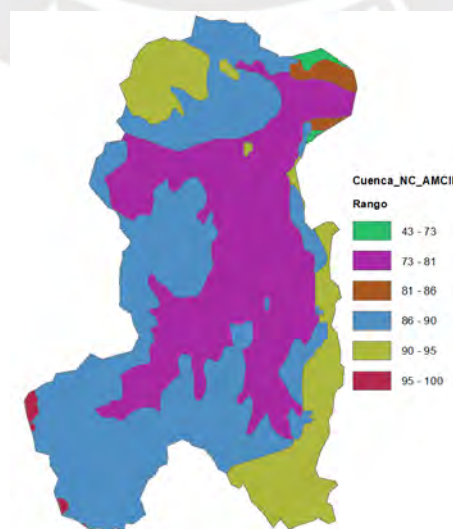 Cuenca_NC_AMCII
Rango
43 - 73
73 - 81
81 - 86
86 - 90
90 - 95
95 - 100